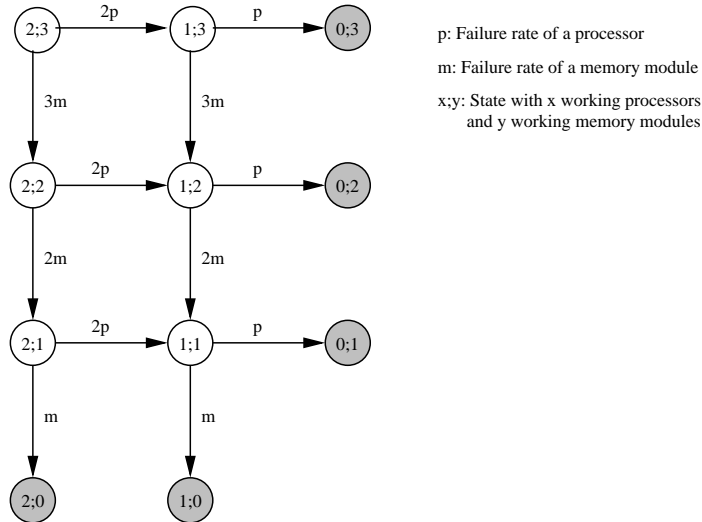 2;3
2p
1;3
p
0;3
3m
3m
2;2
2p
1;2
p
0;2
2m
2m
2;1
2p
1;1
p
0;1
m
m
2;0
1;0
p: Failure rate of a processor
m: Failure rate of a memory module
x;y: State with x working processors
and y working memory modules